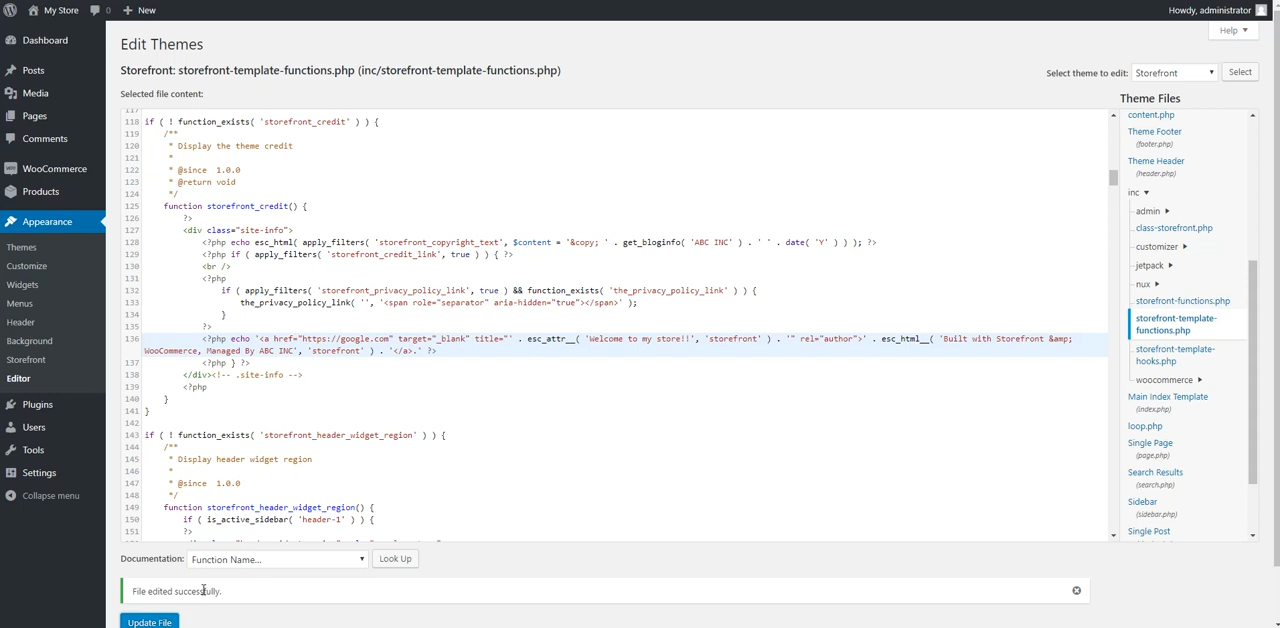 My Store
0
New
Howdy, administrator
Help ▼
Dashboard
Posts
Media
Pages
Comments
WooCommerce
Products
Appearance
Themes
Customize
Widgets
Menus
Header
Background
Storefront
Editor
Plugins
Users
Tools
Settings
Collapse menu
Edit Themes
Storefront: storefront-template-functions.php (inc/storefront-template-functions.php)
Select theme to edit: Storefront Select
Selected file content:
117
118 if ( ! function_exists( 'storefront_credit' ) ) {
119 /**
120 * Display the theme credit
121 *
122 * @since 1.0.0
123 * @return void
124 */
125 function storefront_credit() {
126 ?>
127 <div class="site-info">
128 <?php echo esc_html( apply_filters( 'storefront_copyright_text', $content = '&copy; ' . get_bloginfo( 'ABC INC' ) . ' ' . date( 'Y' ) ) ); ?>
129 <?php if ( apply_filters( 'storefront_credit_link', true ) ) { ?>
130 <br />
131 <?php
132 if ( apply_filters( 'storefront_privacy_policy_link', true ) && function_exists( 'the_privacy_policy_link' ) ) {
133 the_privacy_policy_link( '', '<span role="separator" aria-hidden="true"></span>' );
134 }
135 ?>
136 <?php echo '<a href="https://google.com" target="_blank" title="' . esc_attr__( 'Welcome to my store!!', 'storefront' ) . '" rel="author">' . esc_html__( 'Built with Storefront &amp;
WooCommerce, Managed By ABC INC', 'storefront' ) . '</a>.' ?>
137 <?php } ?>
138 </div><!-- .site-info -->
139 <?php
140 }
141 }
142
143 if ( ! function_exists( 'storefront_header_widget_region' ) ) {
144 /**
145 * Display header widget region
146 *
147 * @since 1.0.0
148 */
149 function storefront_header_widget_region() {
150 if ( is_active_sidebar( 'header-1' ) ) {
151 ?>
Theme Files
content.php
Theme Footer
(footer.php)
Theme Header
(header.php)
inc ▼
admin ▶
class-storefront.php
customizer ▶
jetpack ▶
nux ▶
storefront-functions.php
storefront-template-
functions.php
storefront-template-
hooks.php
woocommerce ▶
Main Index Template
(index.php)
loop.php
Single Page
(page.php)
Search Results
(search.php)
Sidebar
(sidebar.php)
Single Post
Documentation: Function Name... Look Up
File edited successfully.
Update File